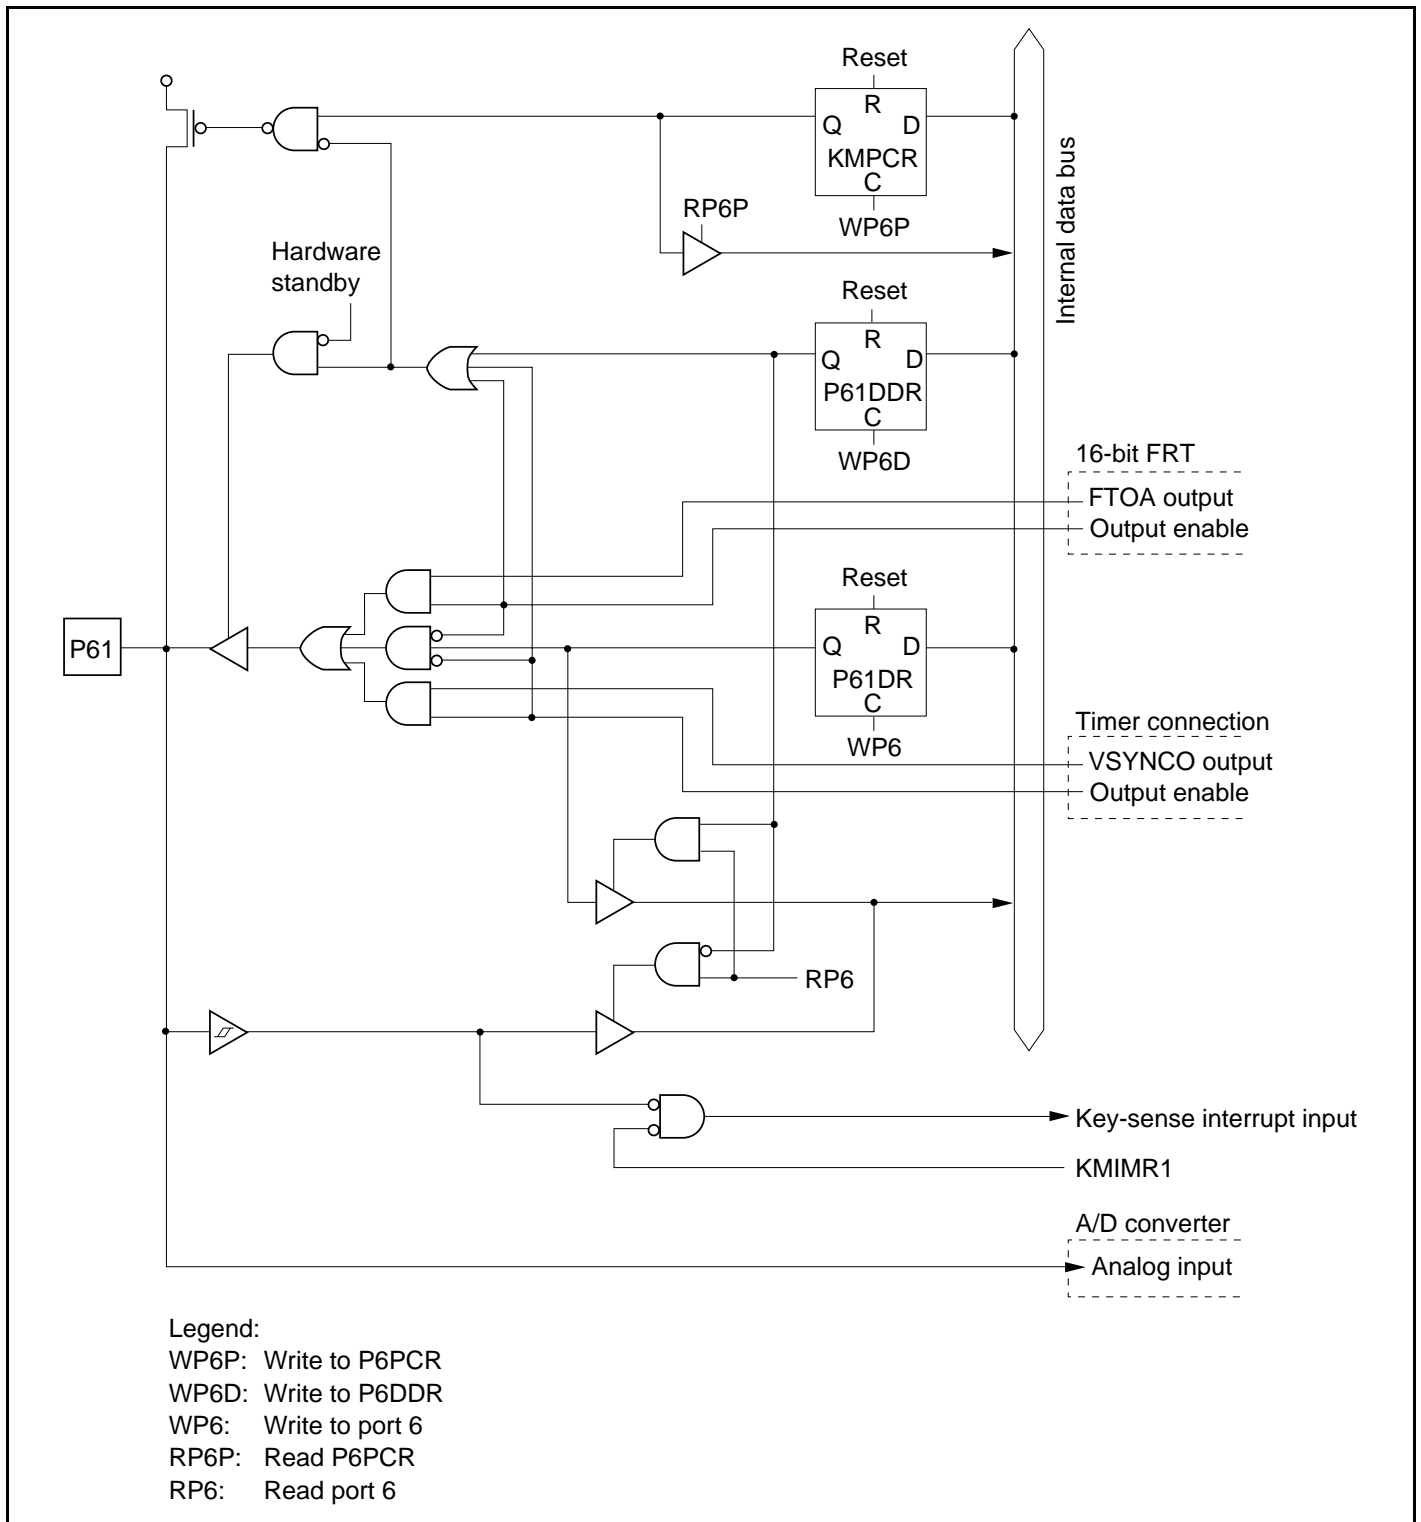 Reset
R
Q D
KMPCR
C
WP6P
RP6P
Internal data bus
Hardware
standby
Reset
R
Q D
P61DDR
C
WP6D
16-bit FRT
FTOA output
Output enable
Reset
R
Q D
P61DR
C
WP6
P61
Timer connection
VSYNCO output
Output enable
RP6
Key-sense interrupt input
KMIMR1
A/D converter
Analog input
Legend:
WP6P: Write to P6PCR
WP6D: Write to P6DDR
WP6: Write to port 6
RP6P: Read P6PCR
RP6: Read port 6